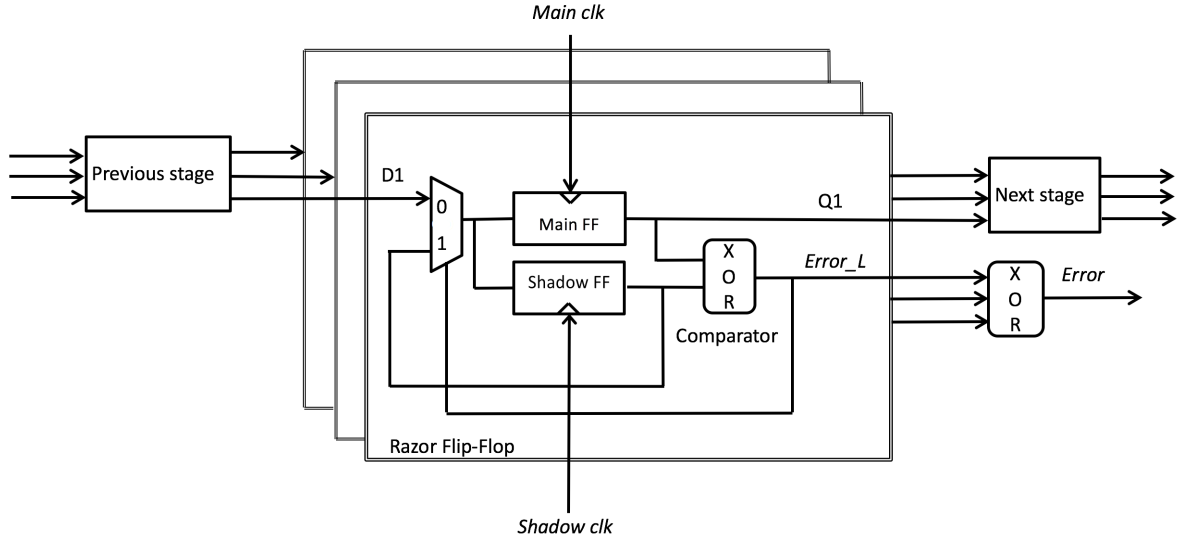 Main clk
Previous stage
D1
0
1
Main FF
Shadow FF
Q1
X
O
R
Error_L
Comparator
Next stage
X
O
R
Error
Razor Flip-Flop
Shadow clk